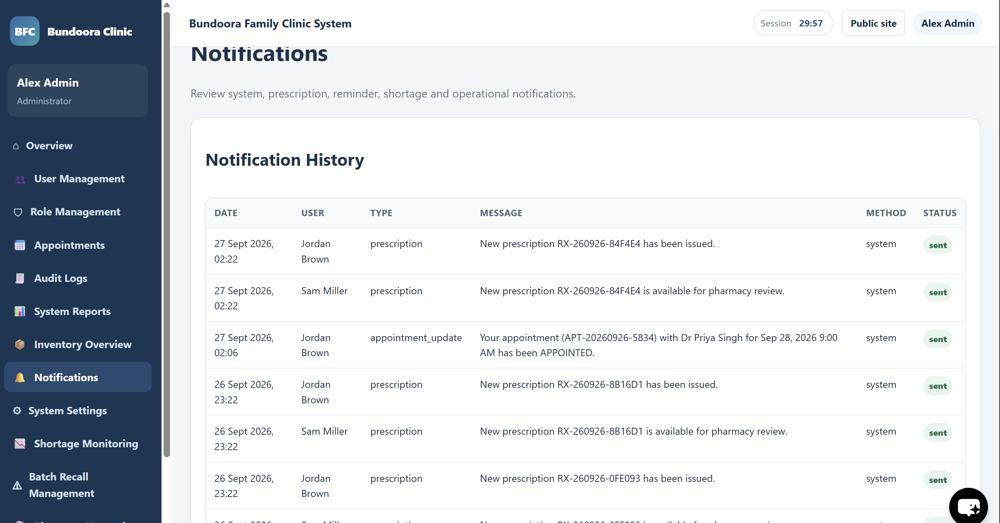 BFC
Bundoora Clinic
Alex Admin
Administrator
Overview
User Management
Role Management
Appointments
Audit Logs
System Reports
Inventory Overview
Notifications
System Settings
Shortage Monitoring
Batch Recall
Management
Bundoora Family Clinic System
Session 29:57
Public site
Alex Admin
Notifications
Review system, prescription, reminder, shortage and operational notifications.
Notification History
DATE USER TYPE MESSAGE METHOD STATUS
27 Sept 2026, Jordan prescription New prescription RX-260926-84F4E4 has been issued. system sent
02:22 Brown
27 Sept 2026, Sam Miller prescription New prescription RX-260926-84F4E4 is available for pharmacy review. system sent
02:22
27 Sept 2026, Jordan appointment_update Your appointment (APT-20260926-5834) with Dr Priya Singh for Sep 28, 2026 9:00 system sent
02:06 Brown AM has been APPOINTED.
26 Sept 2026, Jordan prescription New prescription RX-260926-8B16D1 has been issued. system sent
23:22 Brown
26 Sept 2026, Sam Miller prescription New prescription RX-260926-8B16D1 is available for pharmacy review. system sent
23:22
26 Sept 2026, Jordan prescription New prescription RX-260926-0FE093 has been issued. system sent
23:22 Brown